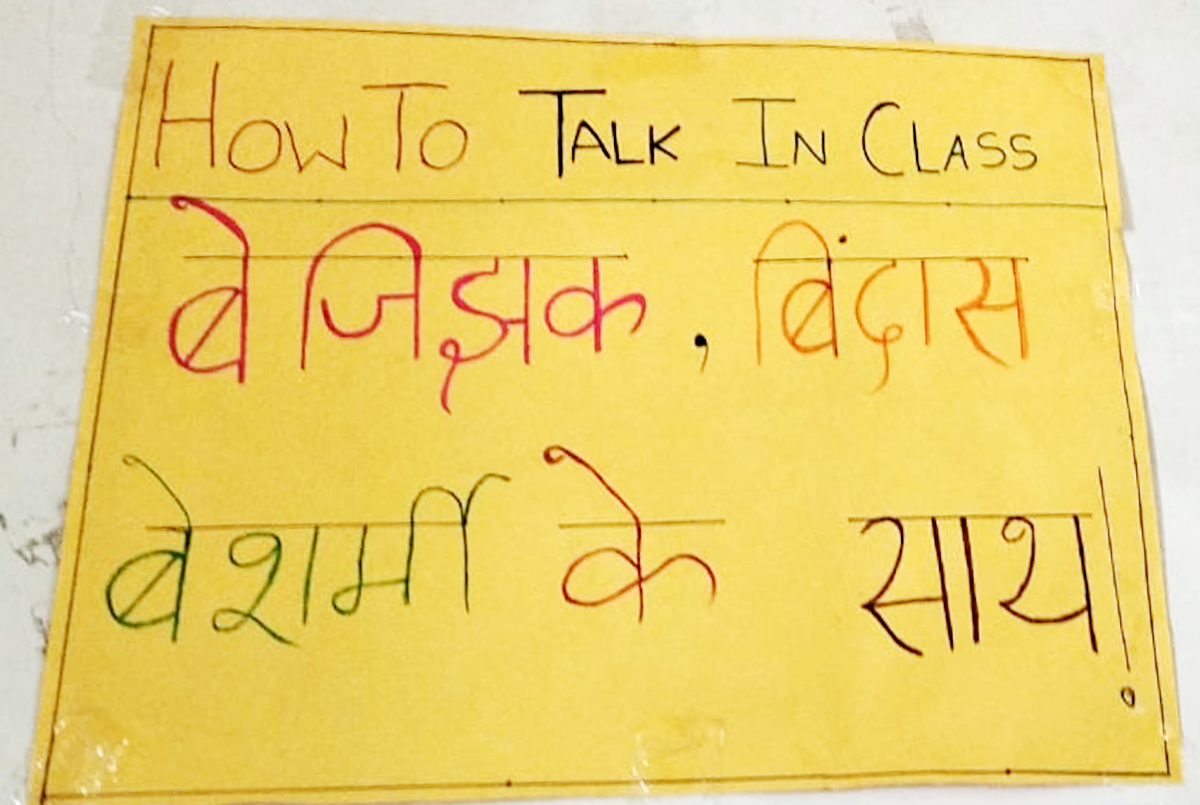 HOW TO TALK IN CLASS
बेजिझक, बिंदास
बेशर्मी के साथ!